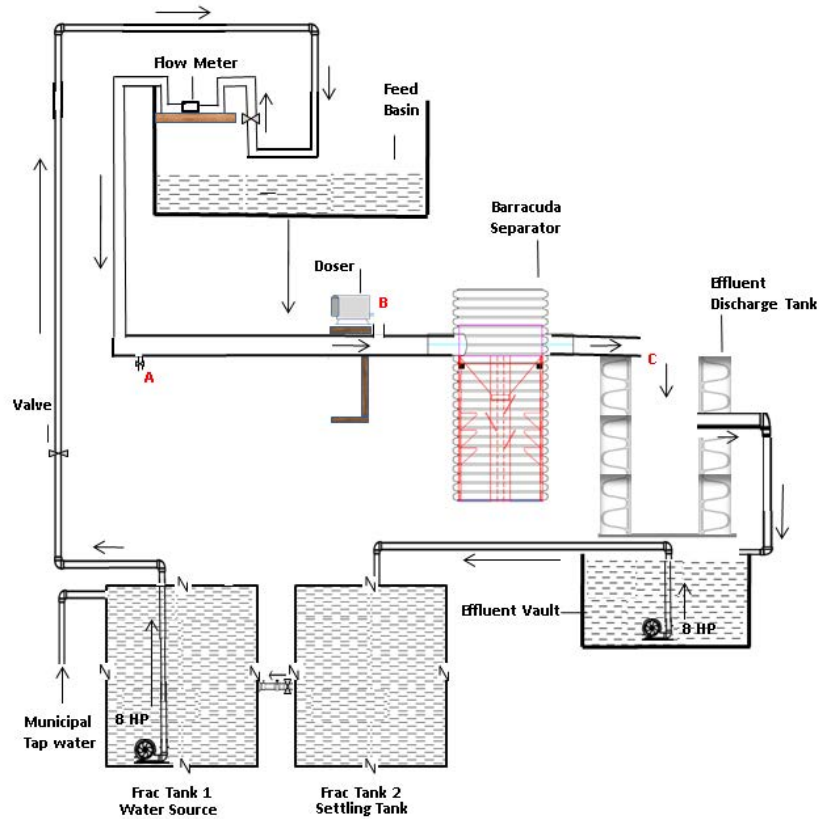 Flow Meter
Feed
Basin
Barracuda
Separator
Doser
B
Effluent
Discharge Tank
A
C
Valve
Effluent Vault
8 HP
Municipal
Tap water
8 HP
N
N
N
N
N
N
N
N
Frac Tank 1
Water Source
Frac Tank 2
Settling Tank